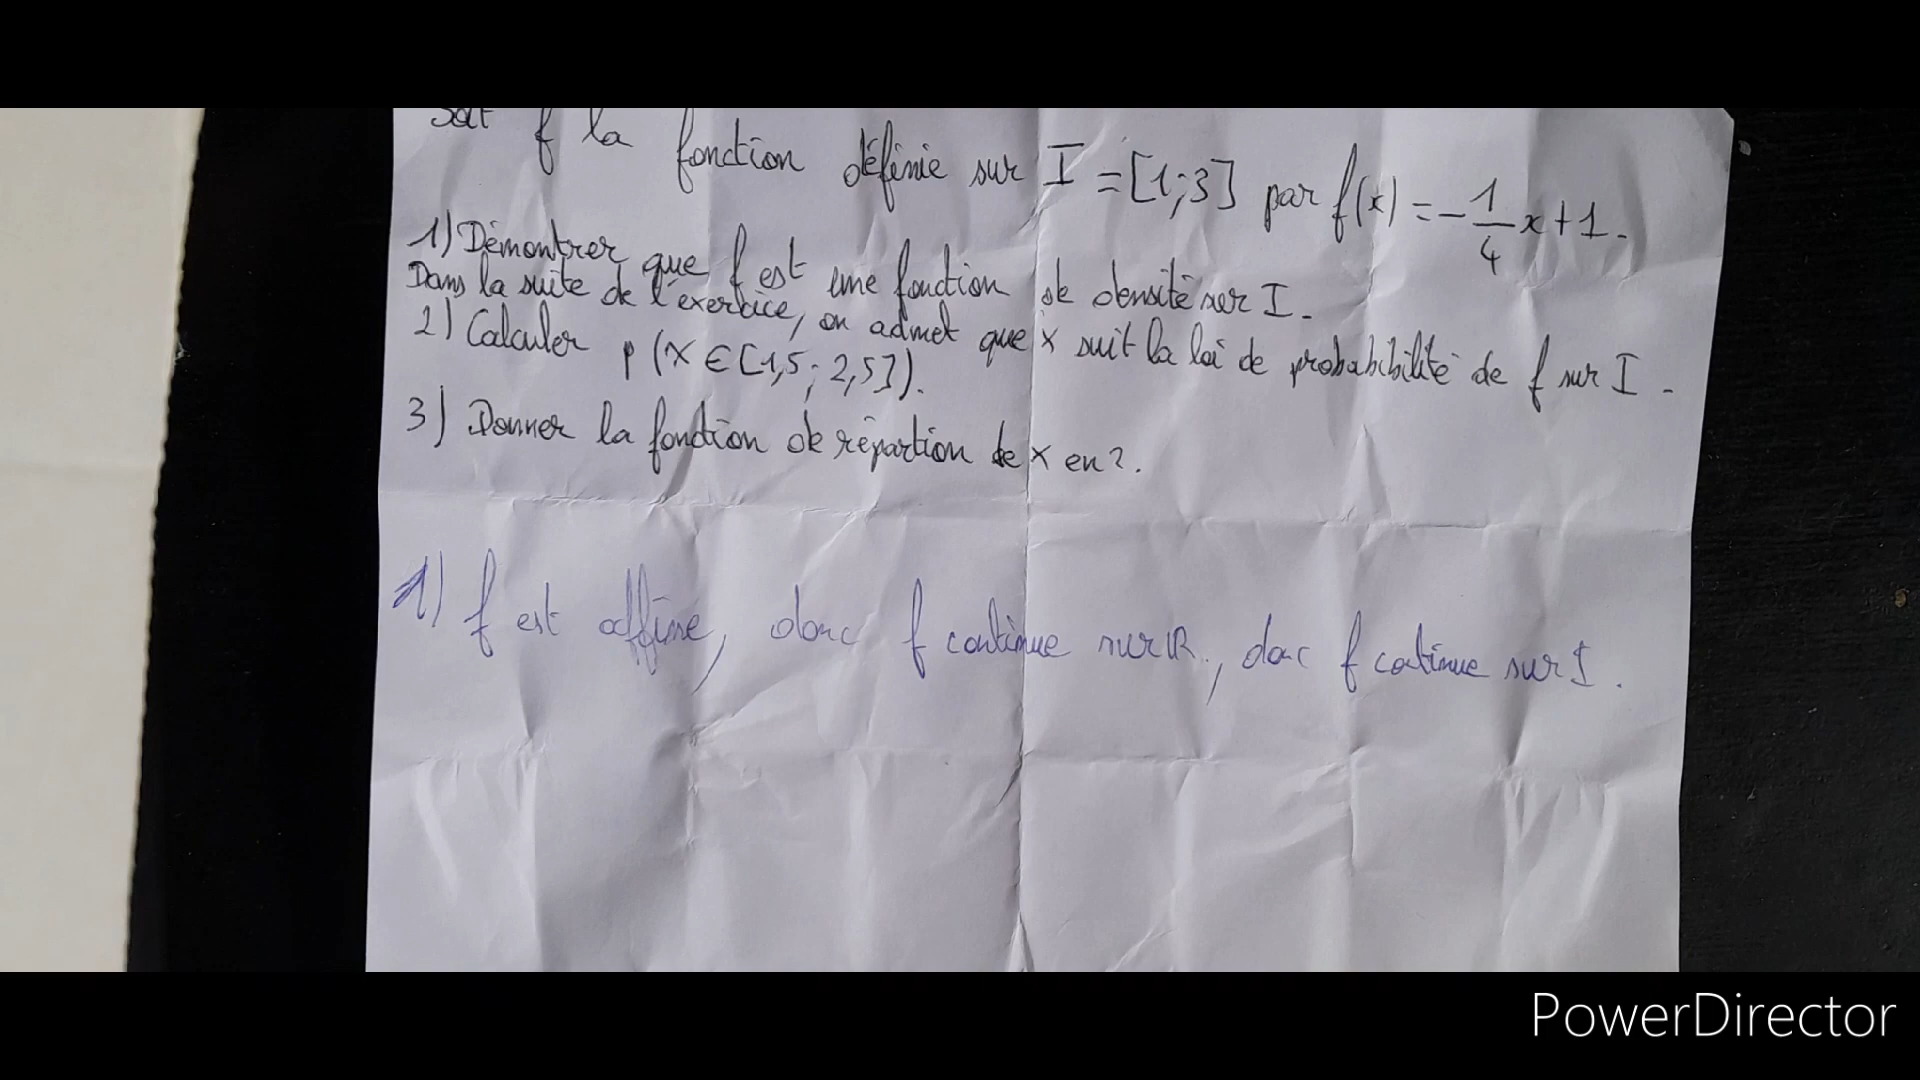 Soit f la fonction définie sur I = [1;3] par f(x) = -1/4 x + 1.
1) Démontrer que f est une fonction de densité sur I.
Dans la suite de l'exercice, on admet que X suit la loi de probabibilité de f sur I.
2) Calculer p(X ∈ [1,5 ; 2,5]).
3) Donner la fonction de répartion de X en 2.
1) f est affine, donc f continue sur ℝ, donc f continue sur I.
PowerDirector